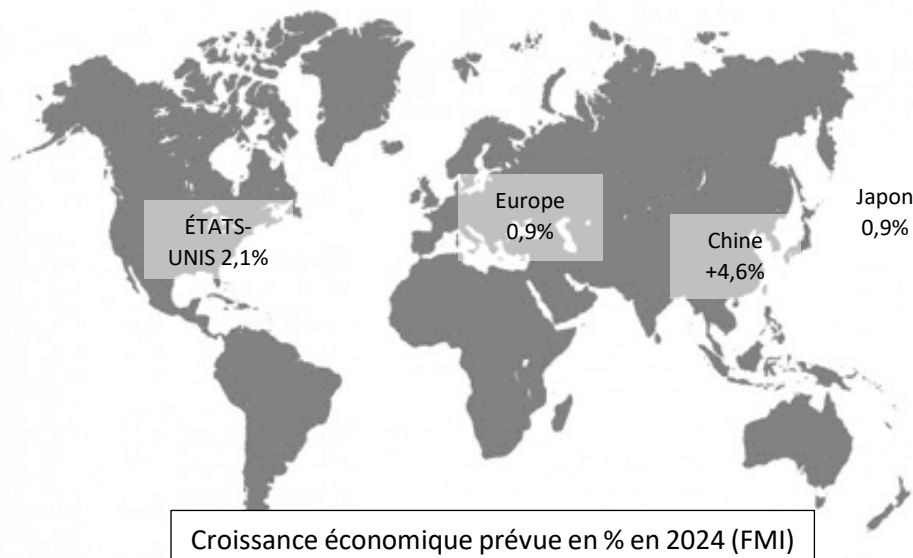 ÉTATS-
UNIS 2,1%
Europe
0,9%
Chine
+4,6%
Japon
0,9%
Croissance économique prévue en % en 2024 (FMI)